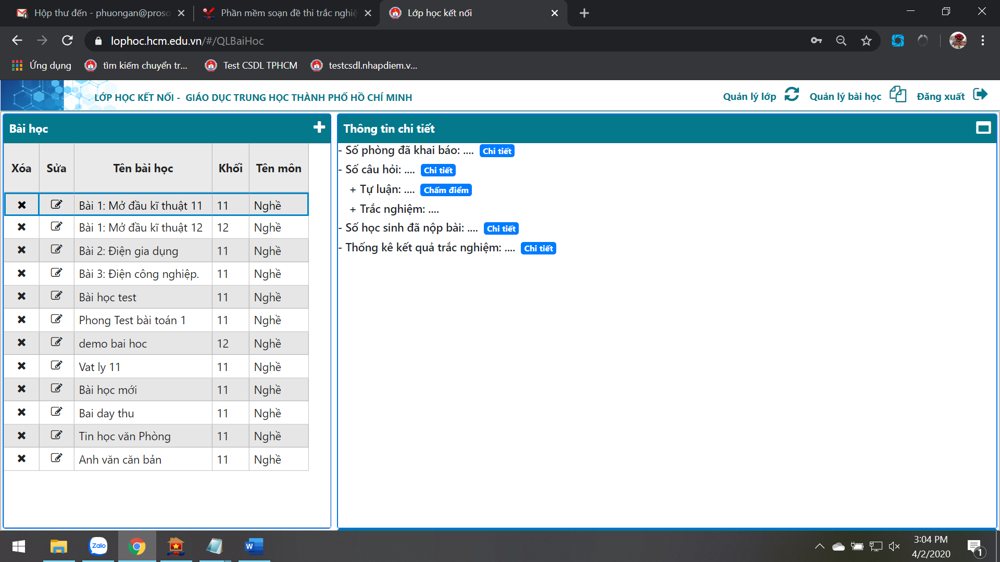 Hộp thư đến - phuongan@proso
Phần mềm soạn đề thi trắc nghiệ
Lớp học kết nối
lophoc.hcm.edu.vn/#/QLBaiHoc
Ứng dụng
tìm kiếm chuyển tr...
Test CSDL TPHCM
testcsdl.nhapdiem.v...
LỚP HỌC KẾT NỐI - GIÁO DỤC TRUNG HỌC THÀNH PHỐ HỒ CHÍ MINH
Quản lý lớp
Quản lý bài học
Đăng xuất
Bài học
Xóa Sửa Tên bài học Khối Tên môn
Bài 1: Mở đầu kĩ thuật 11 11 Nghề
Bài 1: Mở đầu kĩ thuật 12 12 Nghề
Bài 2: Điện gia dụng 11 Nghề
Bài 3: Điện công nghiệp. 11 Nghề
Bài học test 11 Nghề
Phong Test bài toán 1 11 Nghề
demo bai hoc 12 Nghề
Vat ly 11 11 Nghề
Bài học mới 11 Nghề
Bai day thu 11 Nghề
Tin học văn Phòng 11 Nghề
Anh văn căn bản 11 Nghề
Thông tin chi tiết
- Số phòng đã khai báo: .... Chi tiết
- Số câu hỏi: .... Chi tiết
+ Tự luận: .... Chấm điểm
+ Trắc nghiệm: ....
- Số học sinh đã nộp bài: .... Chi tiết
- Thống kê kết quả trắc nghiệm: .... Chi tiết
Zalo
W
PRO
3:04 PM
4/2/2020
1